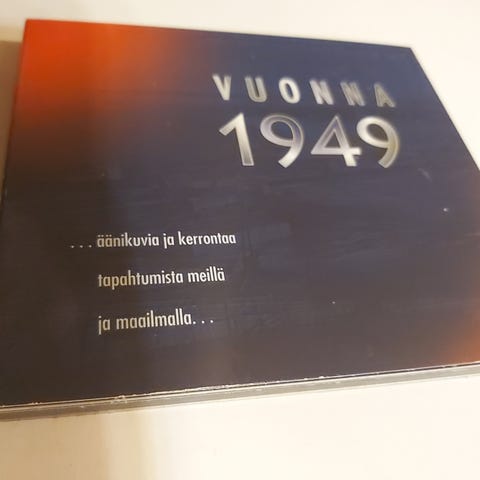 VUONNA
1949
...äänikuvia ja kerrontaa
tapahtumista meillä
ja maailmalla...